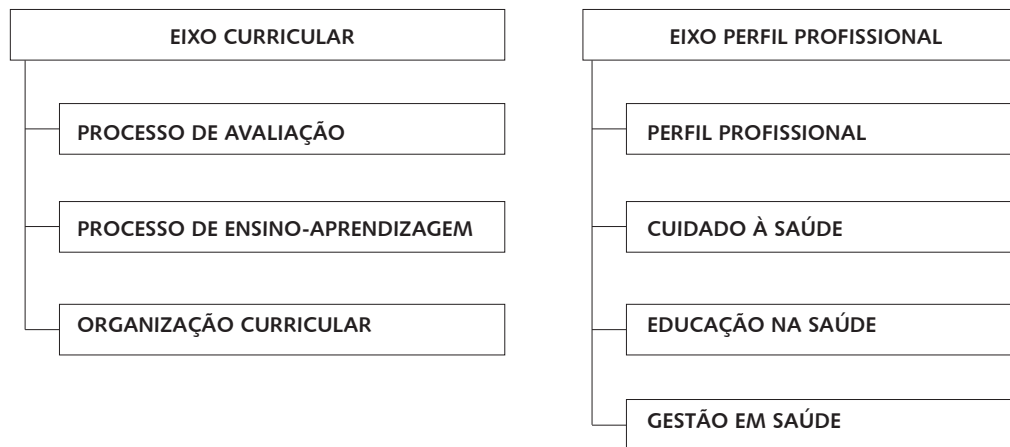 EIXO CURRICULAR
PROCESSO DE AVALIAÇÃO
PROCESSO DE ENSINO-APRENDIZAGEM
ORGANIZAÇÃO CURRICULAR
EIXO PERFIL PROFISSIONAL
PERFIL PROFISSIONAL
CUIDADO À SAÚDE
EDUCAÇÃO NA SAÚDE
GESTÃO EM SAÚDE